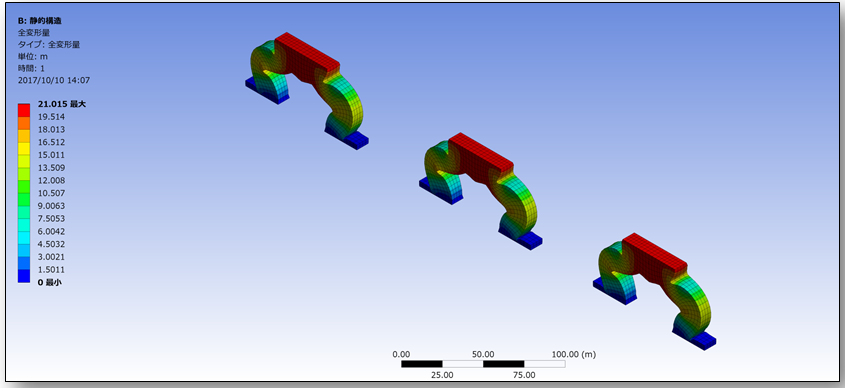 B: 静的構造
全変形量
タイプ: 全変形量
単位: m
時間: 1
2017/10/10 14:07
21.015 最大
19.514
18.013
16.512
15.011
13.509
12.008
10.507
9.0063
7.5053
6.0042
4.5032
3.0021
1.5011
0 最小
0.00 50.00 100.00 (m)
25.00 75.00